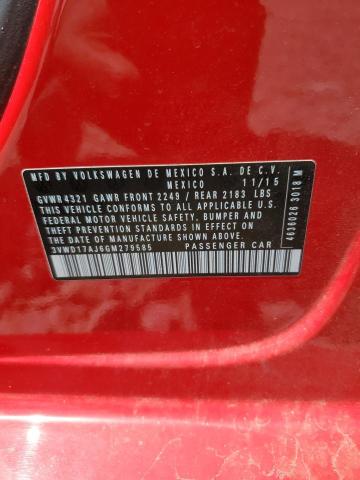 MFD BY VOLKSWAGEN DE MEXICO S.A. DE C.V.
MEXICO 11/15
GVWR 4321 GAWR FRONT 2249 / REAR 2183 LBS
THIS VEHICLE CONFORMS TO ALL APPLICABLE U.S.
FEDERAL MOTOR VEHICLE SAFETY, BUMPER AND
THEFT PREVENTION STANDARDS IN EFFECT ON
DATE OF MANUFACTURE SHOWN ABOVE.
3VWD17AJ6GM279585 PASSENGER CAR
4630026 3018 M